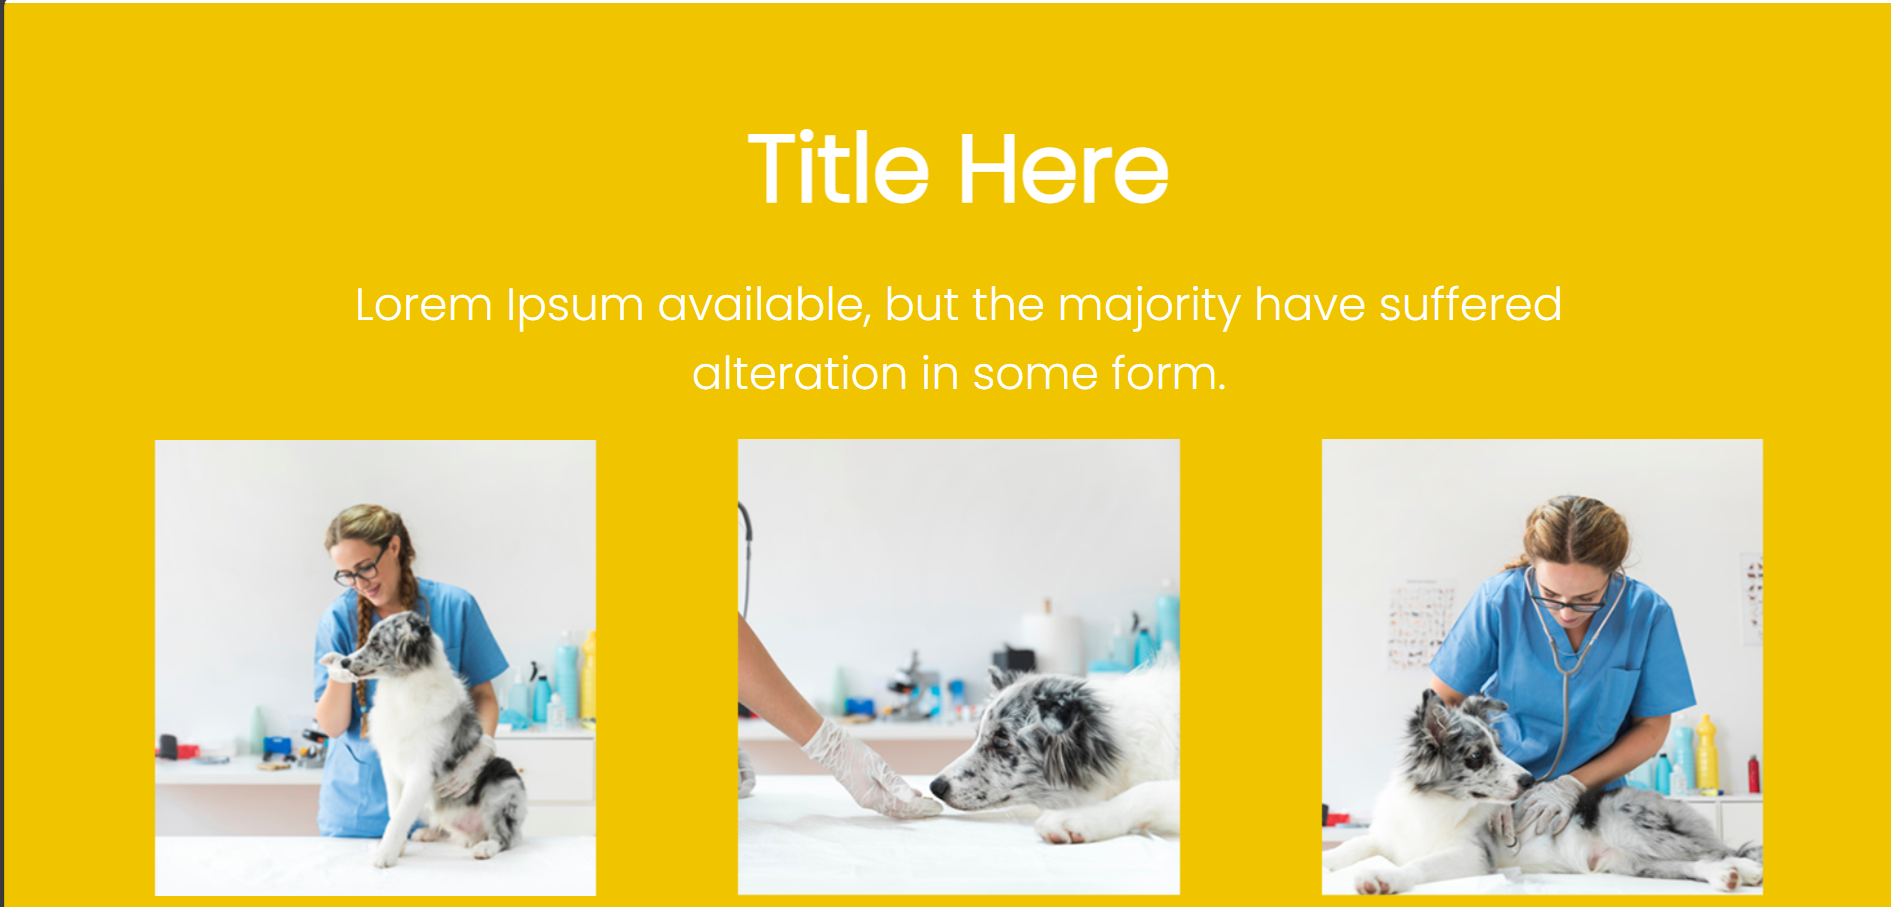 Title Here
Lorem Ipsum available, but the majority have suffered
alteration in some form.